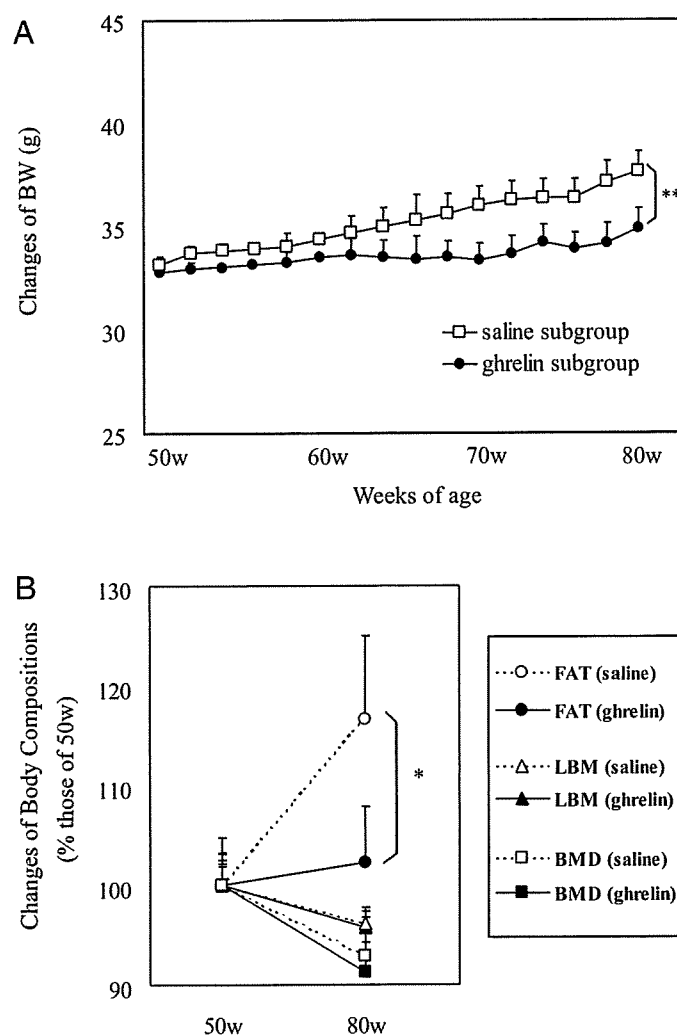 A
Changes of BW (g)
45
40
35
30
25
**
saline subgroup
ghrelin subgroup
50w
60w
70w
80w
Weeks of age
B
Changes of Body Compositions
(% those of 50w)
130
120
110
100
90
*
50w
80w
FAT (saline)
FAT (ghrelin)
LBM (saline)
LBM (ghrelin)
BMD (saline)
BMD (ghrelin)